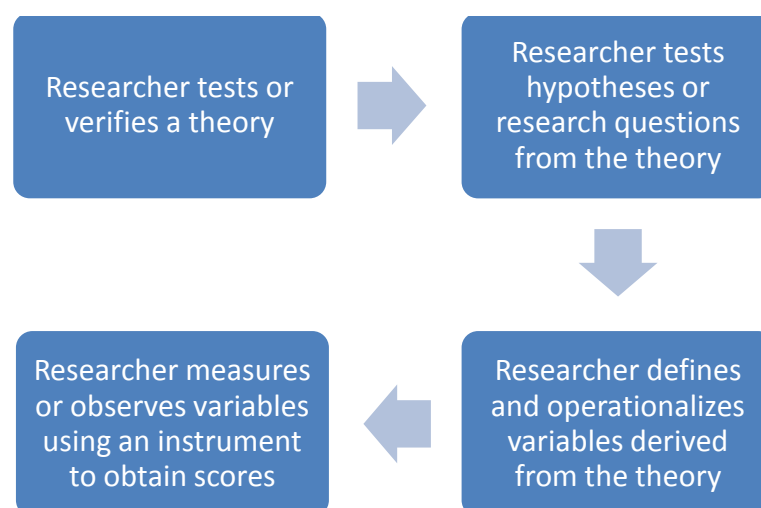 Researcher tests or
verifies a theory
Researcher tests
hypotheses or
research questions
from the theory
Researcher defines
and operationalizes
variables derived
from the theory
Researcher measures
or observes variables
using an instrument
to obtain scores